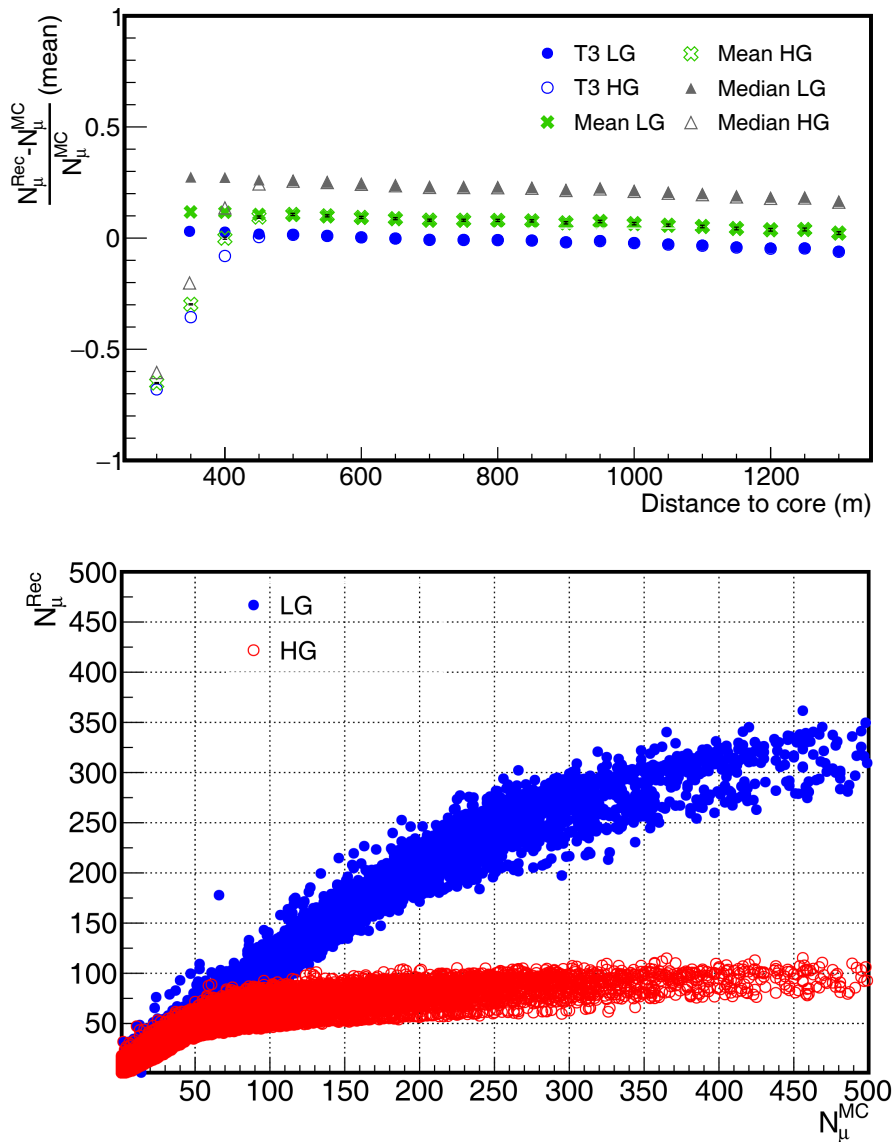 1
0.5
0
−0.5
−1
N_μ^Rec - N_μ^MC
N_μ^MC
(mean)
T3 LG
T3 HG
Mean LG
Mean HG
Median LG
Median HG
400 600 800 1000 1200
Distance to core (m)
N_μ^Rec
500
450
400
350
300
250
200
150
100
50
LG
HG
50 100 150 200 250 300 350 400 450 500
N_μ^MC